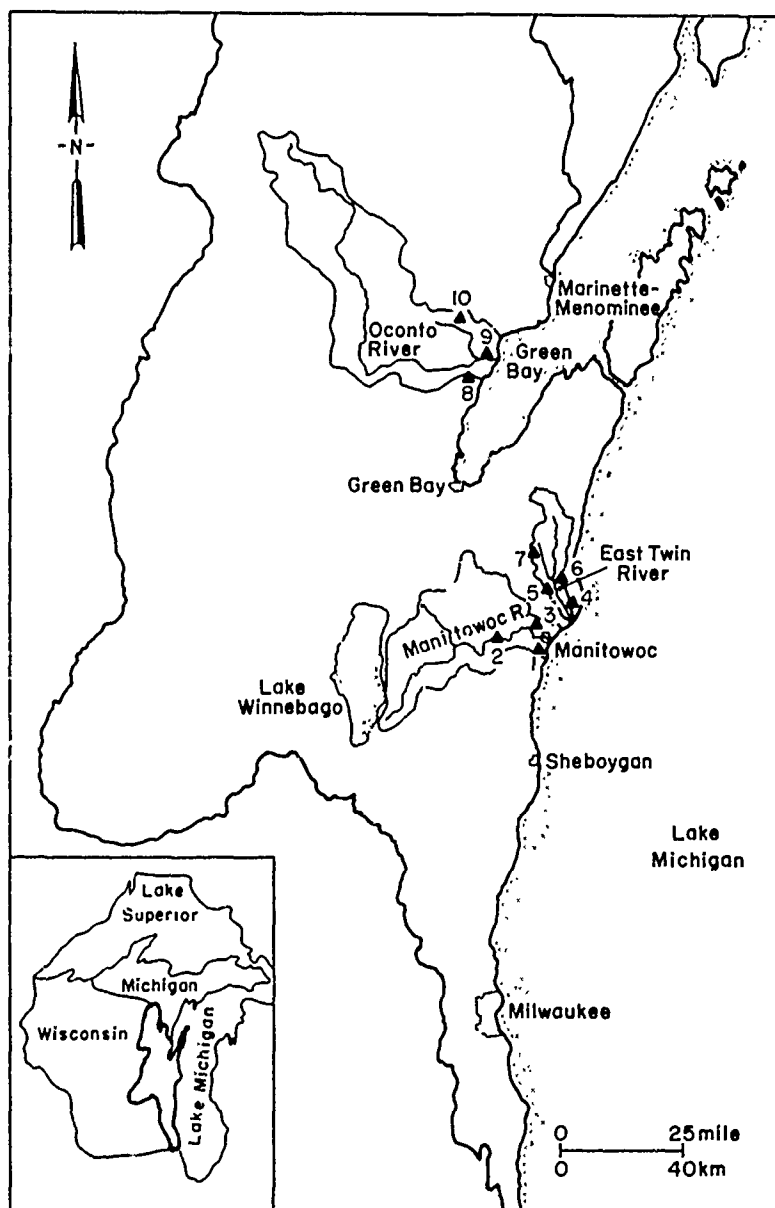 -N-
Marinette-
Menominee
10
Oconto
River
9
Green
Bay
8
Green Bay
7
6
East Twin
River
5
4
Manitowoc R.
3
2
1
Manitowoc
Lake
Winnebago
Sheboygan
Lake
Michigan
Lake
Superior
Michigan
Wisconsin
Lake Michigan
Milwaukee
0 25 mile
0 40 km